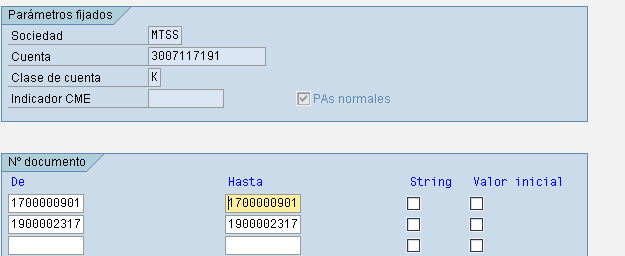 Parámetros fijados
Sociedad MTSS
Cuenta 3007117191
Clase de cuenta K
Indicador CME PAs normales
Nº documento
De Hasta String Valor inicial
1700000901 1700000901
1900002317 1900002317